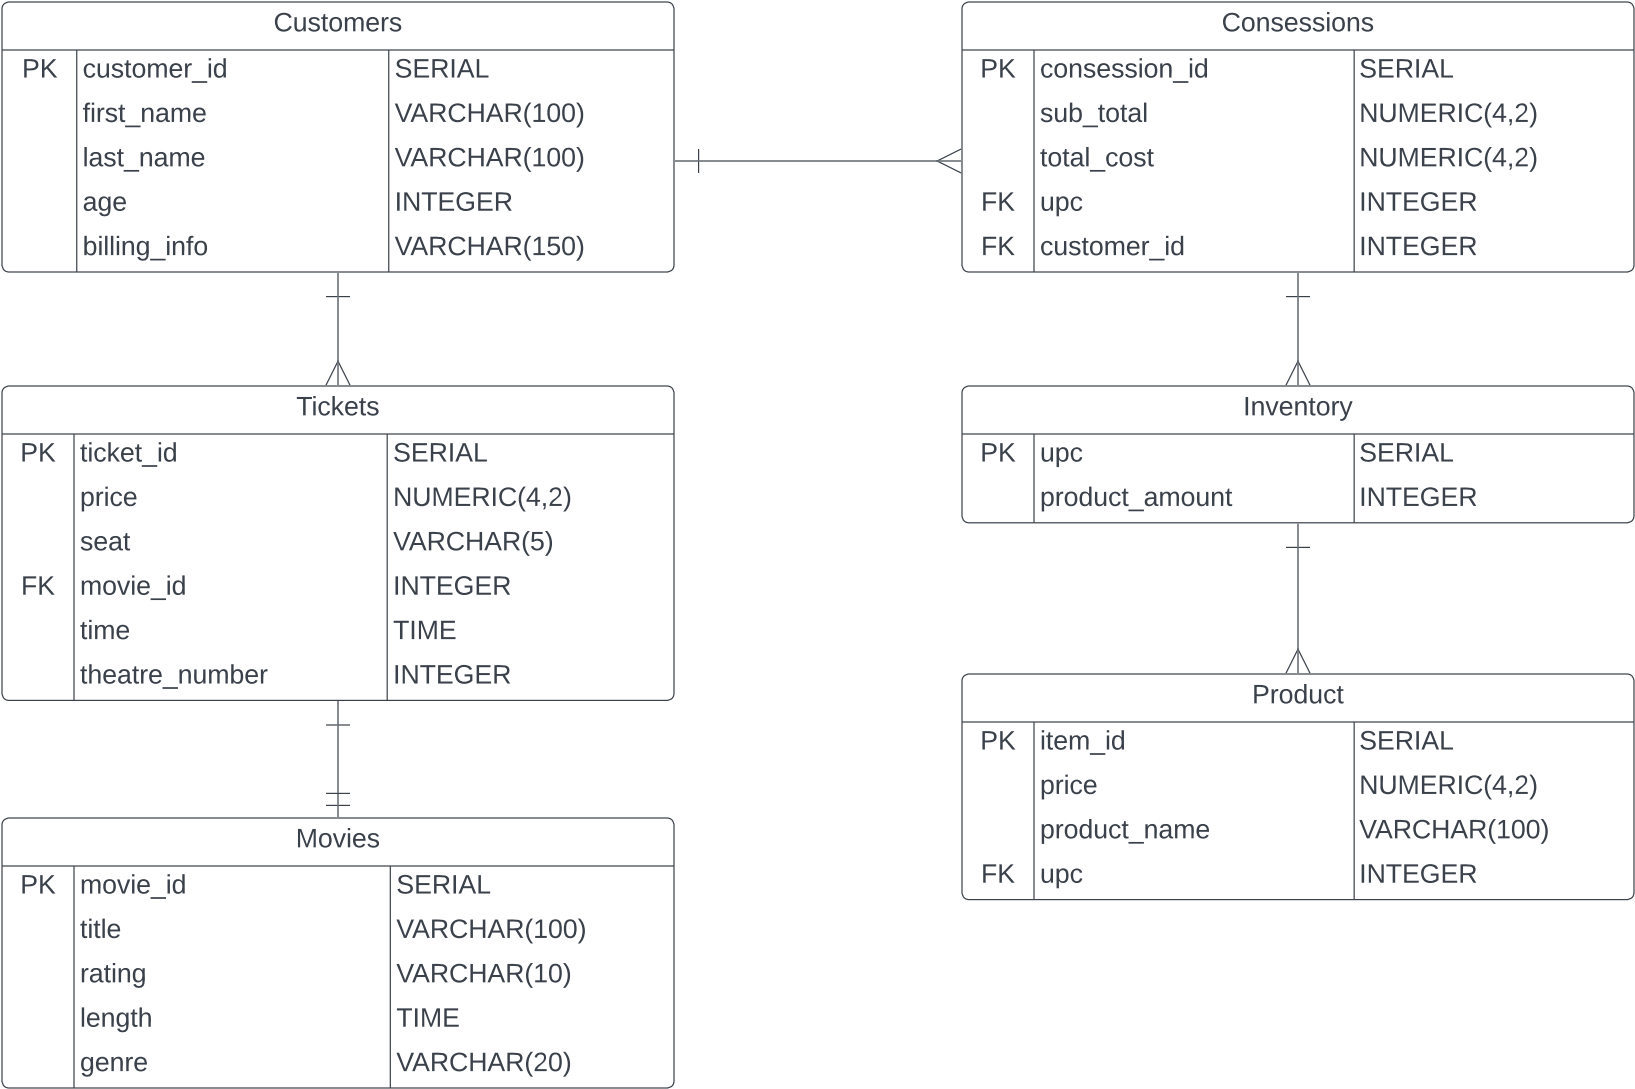 Customers
PK customer_id SERIAL
first_name VARCHAR(100)
last_name VARCHAR(100)
age INTEGER
billing_info VARCHAR(150)
Consessions
PK consession_id SERIAL
sub_total NUMERIC(4,2)
total_cost NUMERIC(4,2)
FK upc INTEGER
FK customer_id INTEGER
Tickets
PK ticket_id SERIAL
price NUMERIC(4,2)
seat VARCHAR(5)
FK movie_id INTEGER
time TIME
theatre_number INTEGER
Inventory
PK upc SERIAL
product_amount INTEGER
Movies
PK movie_id SERIAL
title VARCHAR(100)
rating VARCHAR(10)
length TIME
genre VARCHAR(20)
Product
PK item_id SERIAL
price NUMERIC(4,2)
product_name VARCHAR(100)
FK upc INTEGER